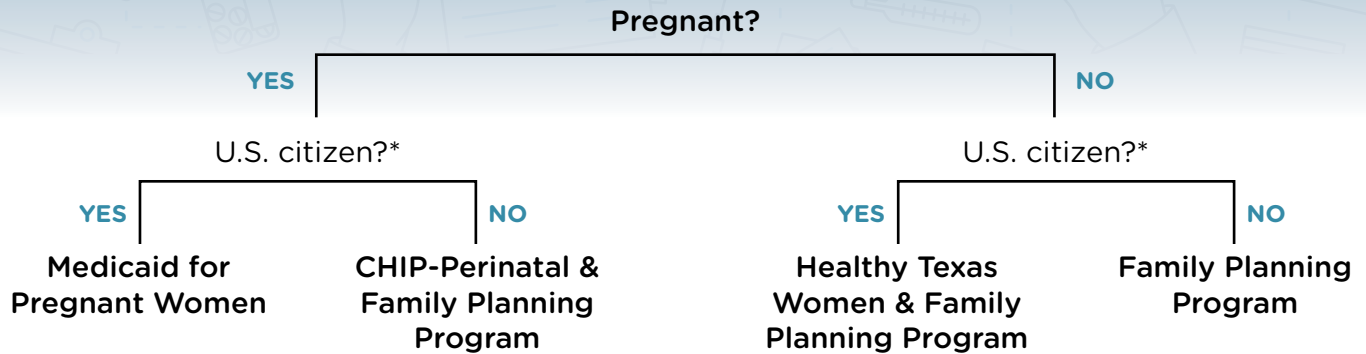 Pregnant?
YES
NO
U.S. citizen?*
U.S. citizen?*
YES
NO
YES
NO
Medicaid for
Pregnant Women
CHIP-Perinatal &
Family Planning
Program
Healthy Texas
Women & Family
Planning Program
Family Planning
Program